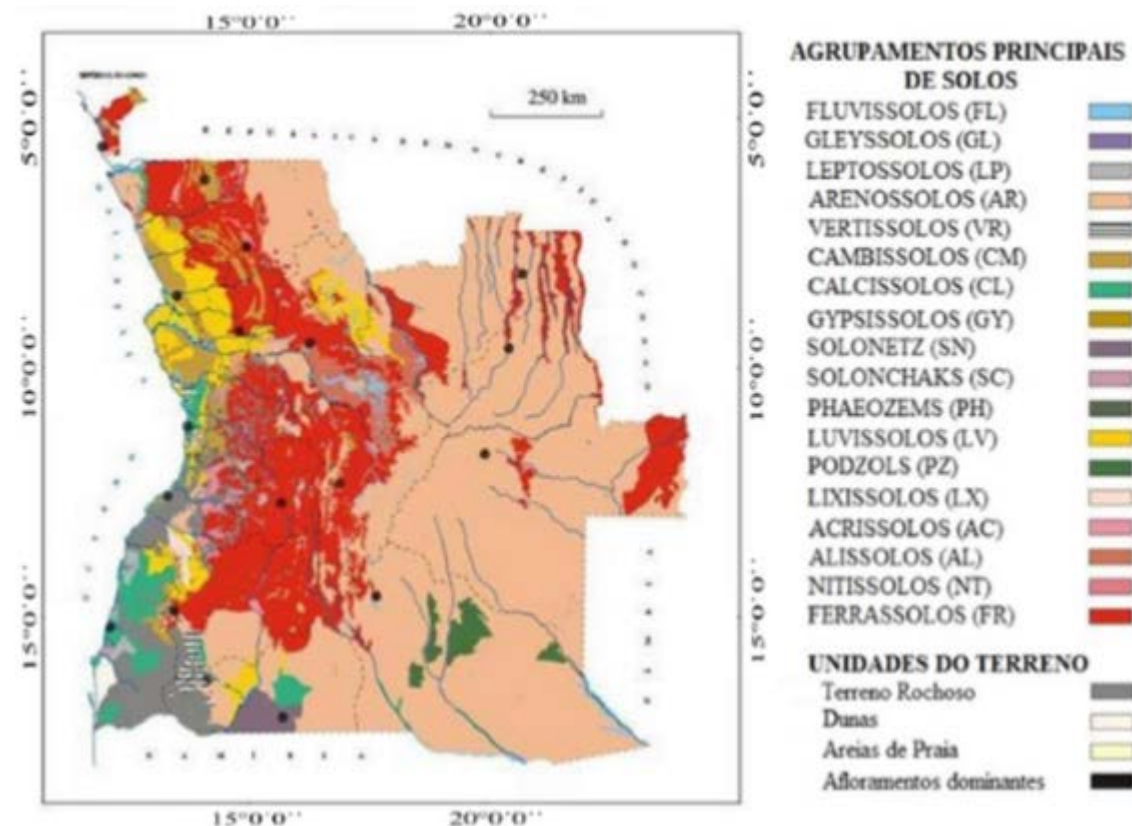 15°0'0'' 20°0'0''
250 km
5°0'0'' 5°0'0''
10°0'0'' 10°0'0''
15°0'0'' 15°0'0''
15°0'0'' 20°0'0''
AGRUPAMENTOS PRINCIPAIS
DE SOLOS
FLUVISSOLOS (FL)
GLEYSSOLOS (GL)
LEPTOSSOLOS (LP)
ARENOSSOLOS (AR)
VERTISSOLOS (VR)
CAMBISSOLOS (CM)
CALCISSOLOS (CL)
GYPSISSOLOS (GY)
SOLONETZ (SN)
SOLONCHAKS (SC)
PHAEOZEMS (PH)
LUVISSOLOS (LV)
PODZOLS (PZ)
LIXISSOLOS (LX)
ACRISSOLOS (AC)
ALISSOLOS (AL)
NITISSOLOS (NT)
FERRASSOLOS (FR)
UNIDADES DO TERRENO
Terreno Rochoso
Dunas
Areias de Praia
Afloramentos dominantes